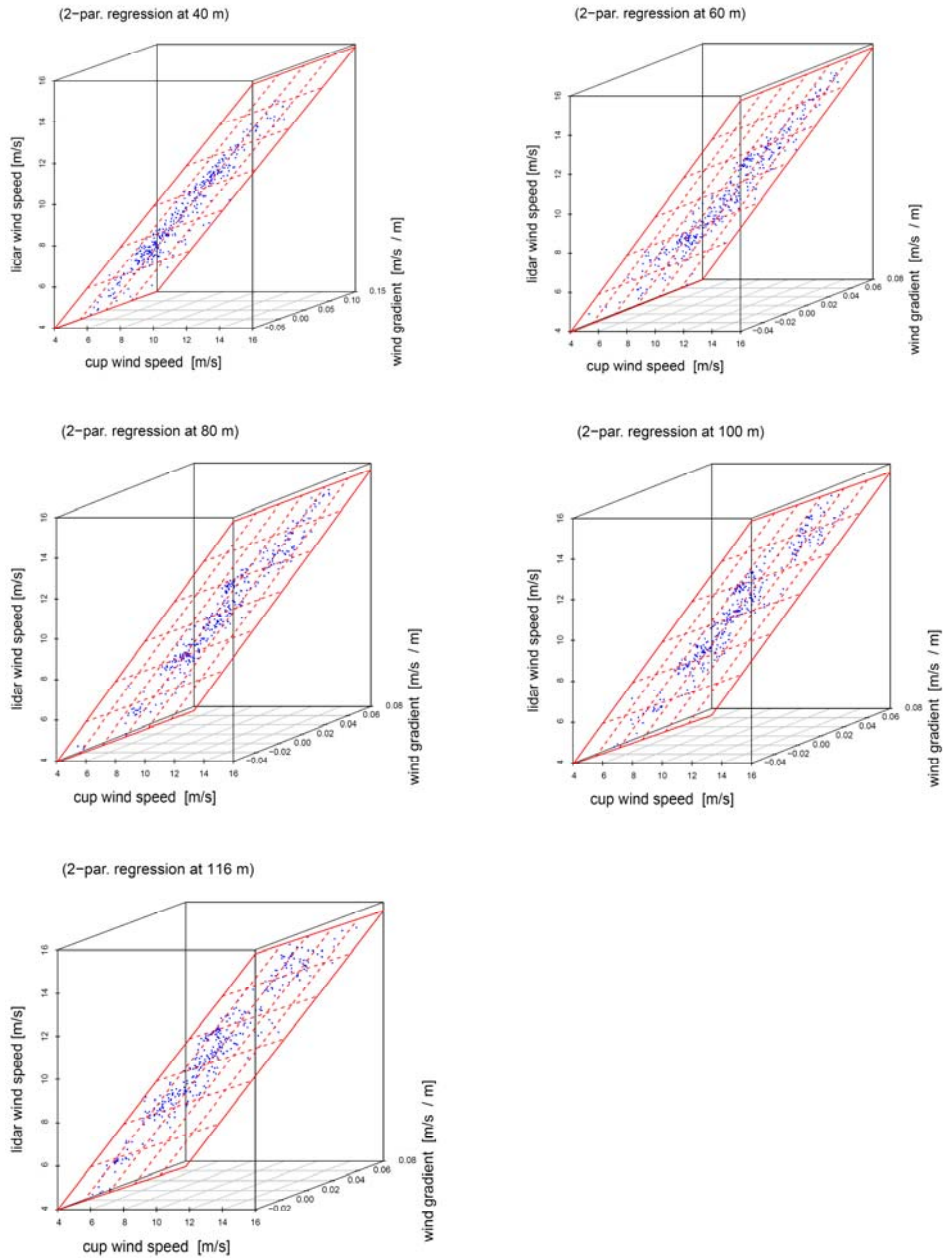 (2−par. regression at 40 m)
lidar wind speed [m/s]
4 6 8 10 12 14 16
4 6 8 10 12 14 16
cup wind speed [m/s]
−0.05 0.00 0.05 0.10 0.15
wind gradient [m/s / m]
(2−par. regression at 60 m)
lidar wind speed [m/s]
4 6 8 10 12 14 16
4 6 8 10 12 14 16
cup wind speed [m/s]
−0.04 −0.02 0.00 0.02 0.04 0.06 0.08
wind gradient [m/s / m]
(2−par. regression at 80 m)
lidar wind speed [m/s]
4 6 8 10 12 14 16
4 6 8 10 12 14 16
cup wind speed [m/s]
−0.04 −0.02 0.00 0.02 0.04 0.06 0.08
wind gradient [m/s / m]
(2−par. regression at 100 m)
lidar wind speed [m/s]
4 6 8 10 12 14 16
4 6 8 10 12 14 16
cup wind speed [m/s]
−0.04 −0.02 0.00 0.02 0.04 0.06 0.08
wind gradient [m/s / m]
(2−par. regression at 116 m)
lidar wind speed [m/s]
4 6 8 10 12 14 16
4 6 8 10 12 14 16
cup wind speed [m/s]
−0.02 0.00 0.02 0.04 0.06 0.08
wind gradient [m/s / m]